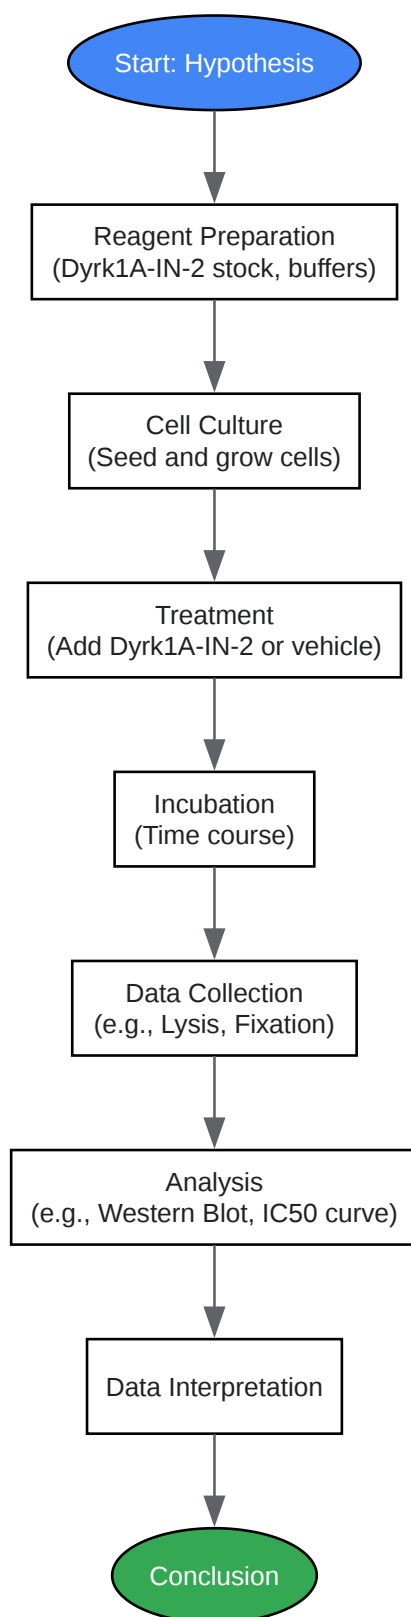 Start: Hypothesis
Reagent Preparation
(Dyrk1A-IN-2 stock, buffers)
Cell Culture
(Seed and grow cells)
Treatment
(Add Dyrk1A-IN-2 or vehicle)
Incubation
(Time course)
Data Collection
(e.g., Lysis, Fixation)
Analysis
(e.g., Western Blot, IC50 curve)
Data Interpretation
Conclusion